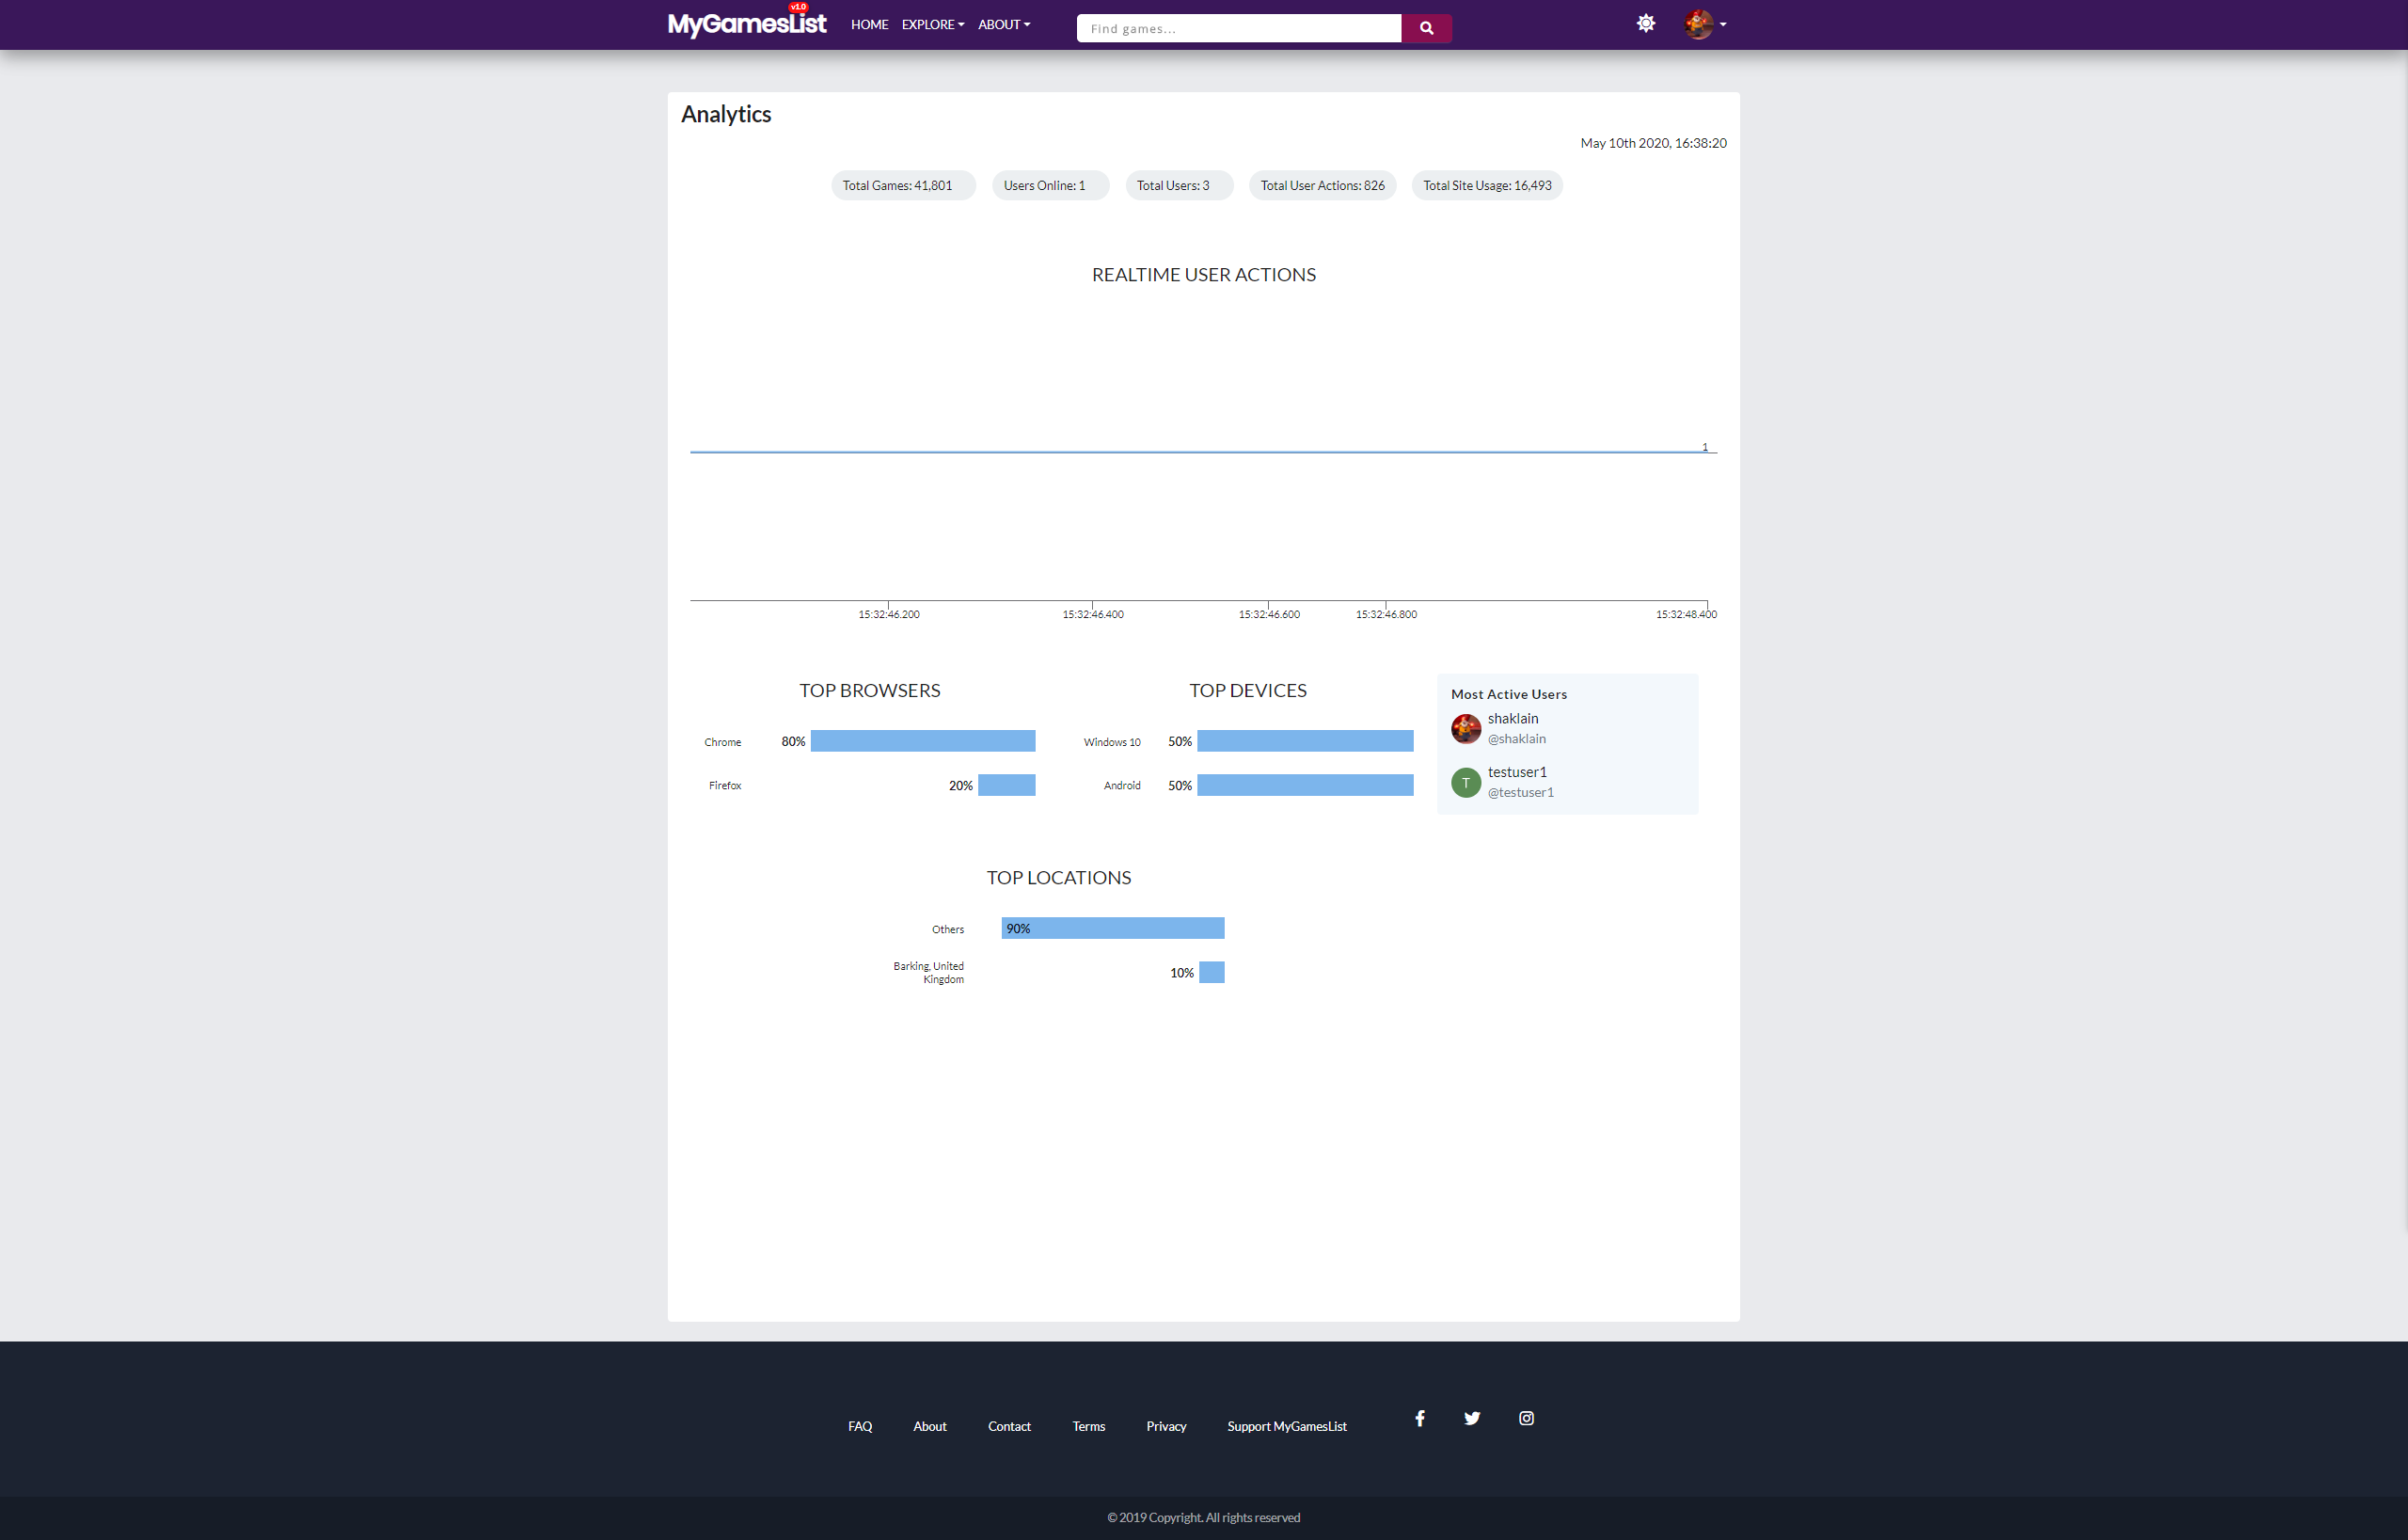 v1.0
MyGamesList HOME EXPLORE ABOUT Find games...
Analytics
May 10th 2020, 16:38:20
Total Games: 41,801 Users Online: 1 Total Users: 3 Total User Actions: 826 Total Site Usage: 16,493
REALTIME USER ACTIONS
1
15:32:46.200 15:32:46.400 15:32:46.600 15:32:46.800 15:32:48.400
TOP BROWSERS
Chrome 80%
Firefox 20%
TOP DEVICES
Windows 10 50%
Android 50%
Most Active Users
shaklain
@shaklain
T
testuser1
@testuser1
TOP LOCATIONS
Others 90%
Barking, United
Kingdom 10%
FAQ About Contact Terms Privacy Support MyGamesList
© 2019 Copyright. All rights reserved